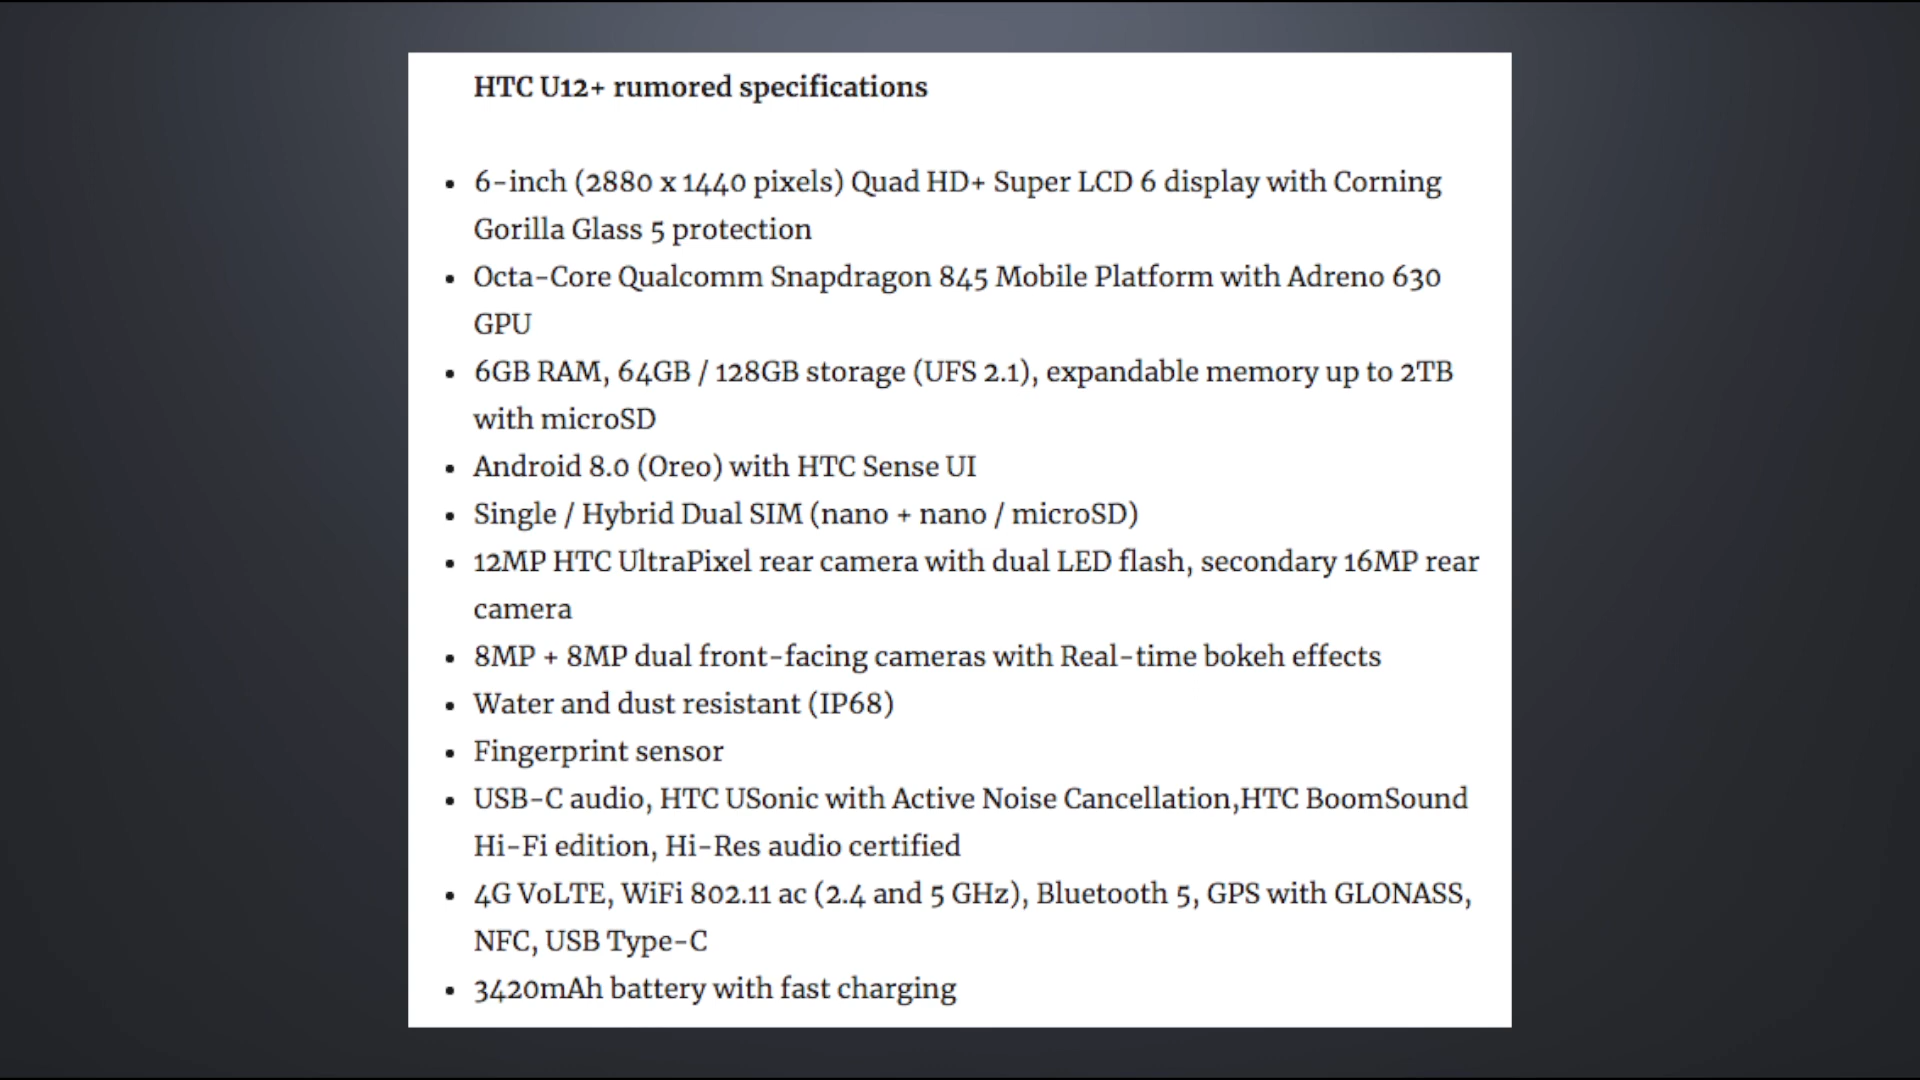 HTC U12+ rumored specifications
• 6-inch (2880 x 1440 pixels) Quad HD+ Super LCD 6 display with Corning
Gorilla Glass 5 protection
• Octa-Core Qualcomm Snapdragon 845 Mobile Platform with Adreno 630
GPU
• 6GB RAM, 64GB / 128GB storage (UFS 2.1), expandable memory up to 2TB
with microSD
• Android 8.0 (Oreo) with HTC Sense UI
• Single / Hybrid Dual SIM (nano + nano / microSD)
• 12MP HTC UltraPixel rear camera with dual LED flash, secondary 16MP rear
camera
• 8MP + 8MP dual front-facing cameras with Real-time bokeh effects
• Water and dust resistant (IP68)
• Fingerprint sensor
• USB-C audio, HTC USonic with Active Noise Cancellation,HTC BoomSound
Hi-Fi edition, Hi-Res audio certified
• 4G VoLTE, WiFi 802.11 ac (2.4 and 5 GHz), Bluetooth 5, GPS with GLONASS,
NFC, USB Type-C
• 3420mAh battery with fast charging